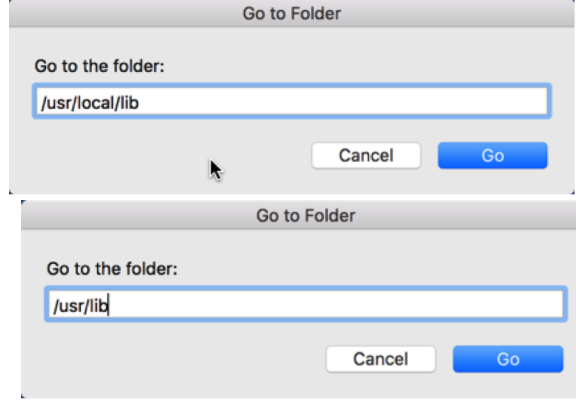 Go to Folder
Go to the folder:
/usr/local/lib
Cancel
Go
Go to Folder
Go to the folder:
/usr/lib
Cancel
Go